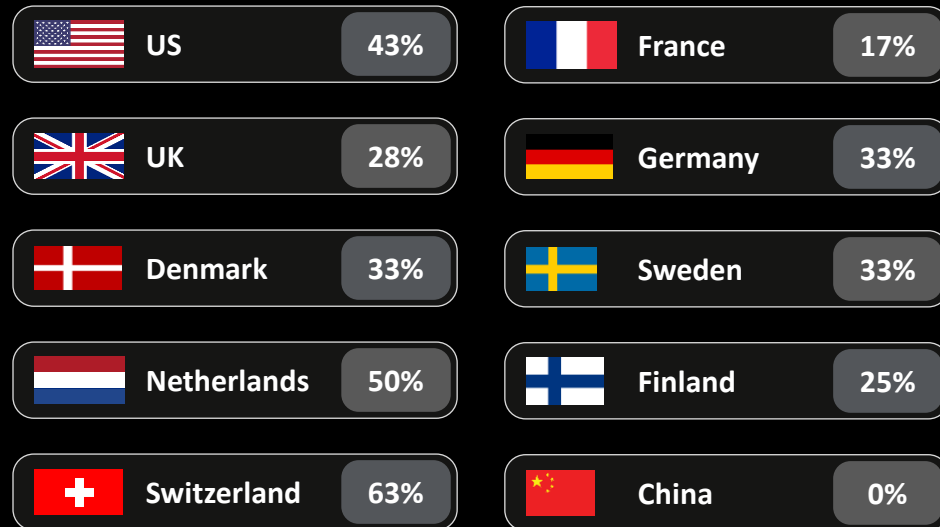 US 43%
France 17%
UK 28%
Germany 33%
Denmark 33%
Sweden 33%
Netherlands 50%
Finland 25%
Switzerland 63%
China 0%